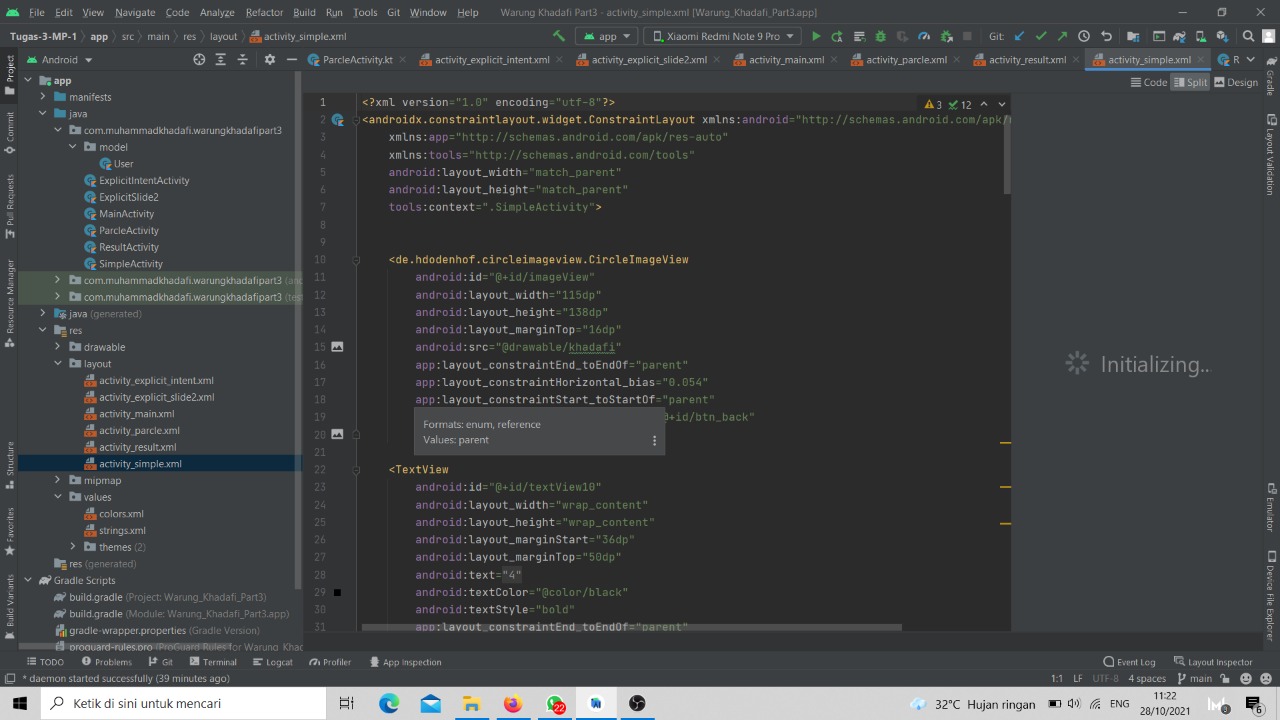 File Edit View Navigate Code Analyze Refactor Build Run Tools Git Window Help Warung Khadafi Part3 - activity_simple.xml [Warung_Khadafi_Part3.app]
Tugas-3-MP-1 app src main res layout activity_simple.xml app Xiaomi Redmi Note 9 Pro Git:
Android ParcleActivity.kt activity_explicit_intent.xml activity_explicit_slide2.xml activity_main.xml activity_parcle.xml activity_result.xml activity_simple.xml R
Code Split Design
Project
Commit
Pull Requests
Resource Manager
Structure
Favorites
Build Variants
app
manifests
java
com.muhammadkhadafi.warungkhadafipart3
model
User
ExplicitIntentActivity
ExplicitSlide2
MainActivity
ParcleActivity
ResultActivity
SimpleActivity
com.muhammadkhadafi.warungkhadafipart3 (and
com.muhammadkhadafi.warungkhadafipart3 (tes
java (generated)
res
drawable
layout
activity_explicit_intent.xml
activity_explicit_slide2.xml
activity_main.xml
activity_parcle.xml
activity_result.xml
activity_simple.xml
mipmap
values
colors.xml
strings.xml
themes (2)
res (generated)
Gradle Scripts
build.gradle (Project: Warung_Khadafi_Part3)
build.gradle (Module: Warung_Khadafi_Part3.app)
gradle-wrapper.properties (Gradle Version)
proguard-rules.pro (ProGuard Rules for Warung_Khad
3 12
1 <?xml version="1.0" encoding="utf-8"?>
2 <androidx.constraintlayout.widget.ConstraintLayout xmlns:android="http://schemas.android.com/apk/r
3 xmlns:app="http://schemas.android.com/apk/res-auto"
4 xmlns:tools="http://schemas.android.com/tools"
5 android:layout_width="match_parent"
6 android:layout_height="match_parent"
7 tools:context=".SimpleActivity">
8
9
10 <de.hdodenhof.circleimageview.CircleImageView
11 android:id="@+id/imageView"
12 android:layout_width="115dp"
13 android:layout_height="138dp"
14 android:layout_marginTop="16dp"
15 android:src="@drawable/khadafi"
16 app:layout_constraintEnd_toEndOf="parent"
17 app:layout_constraintHorizontal_bias="0.054"
18 app:layout_constraintStart_toStartOf="parent"
19 @+id/btn_back"
20
21
22 <TextView
23 android:id="@+id/textView10"
24 android:layout_width="wrap_content"
25 android:layout_height="wrap_content"
26 android:layout_marginStart="36dp"
27 android:layout_marginTop="50dp"
28 android:text="4"
29 android:textColor="@color/black"
30 android:textStyle="bold"
31 app:layout_constraintEnd_toEndOf="parent"
Formats: enum, reference
Values: parent
Initializing...
Gradle
Layout Validation
Emulator
Device File Explorer
TODO Problems Git Terminal Logcat Profiler App Inspection Event Log Layout Inspector
* daemon started successfully (39 minutes ago) 1:1 LF UTF-8 4 spaces main
Ketik di sini untuk mencari 22 32°C Hujan ringan ENG 11:22
28/10/2021 6